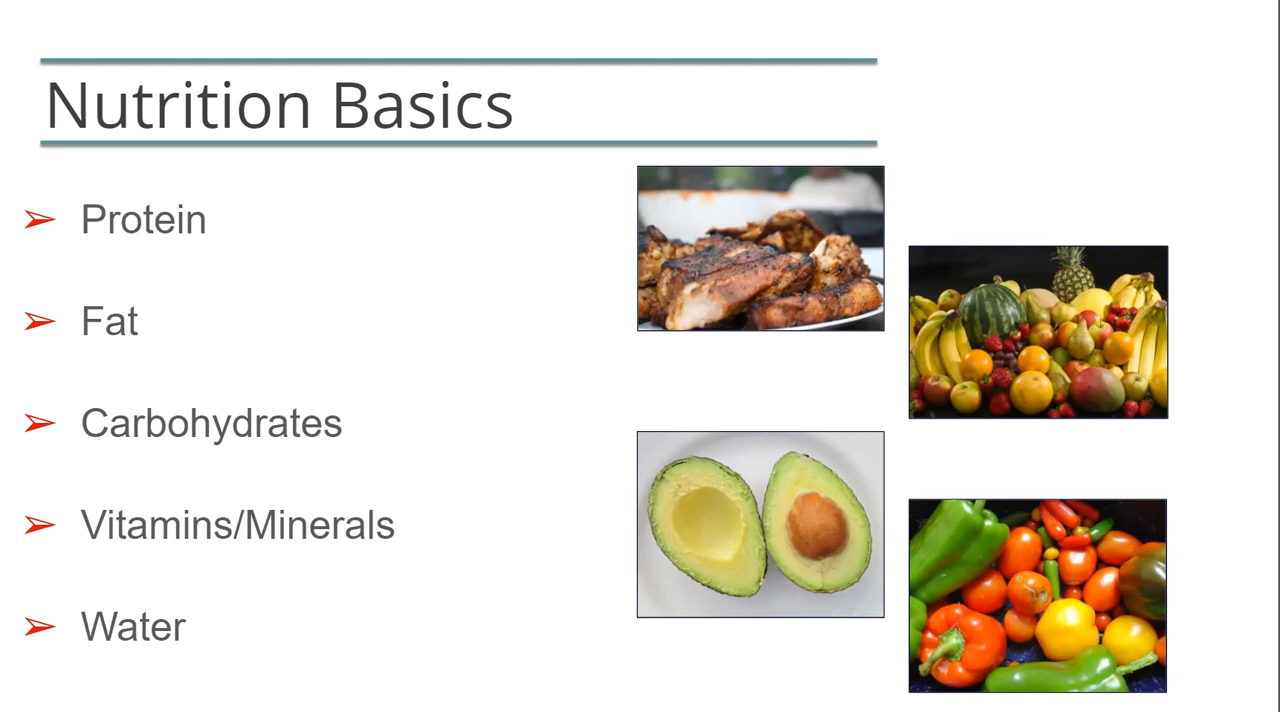 Nutrition Basics
➢ Protein
➢ Fat
➢ Carbohydrates
➢ Vitamins/Minerals
➢ Water